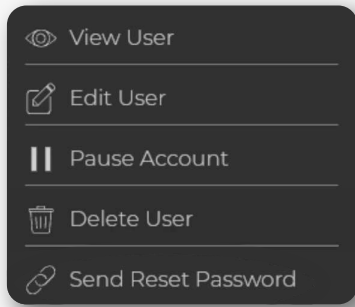 View User
Edit User
Pause Account
Delete User
Send Reset Password